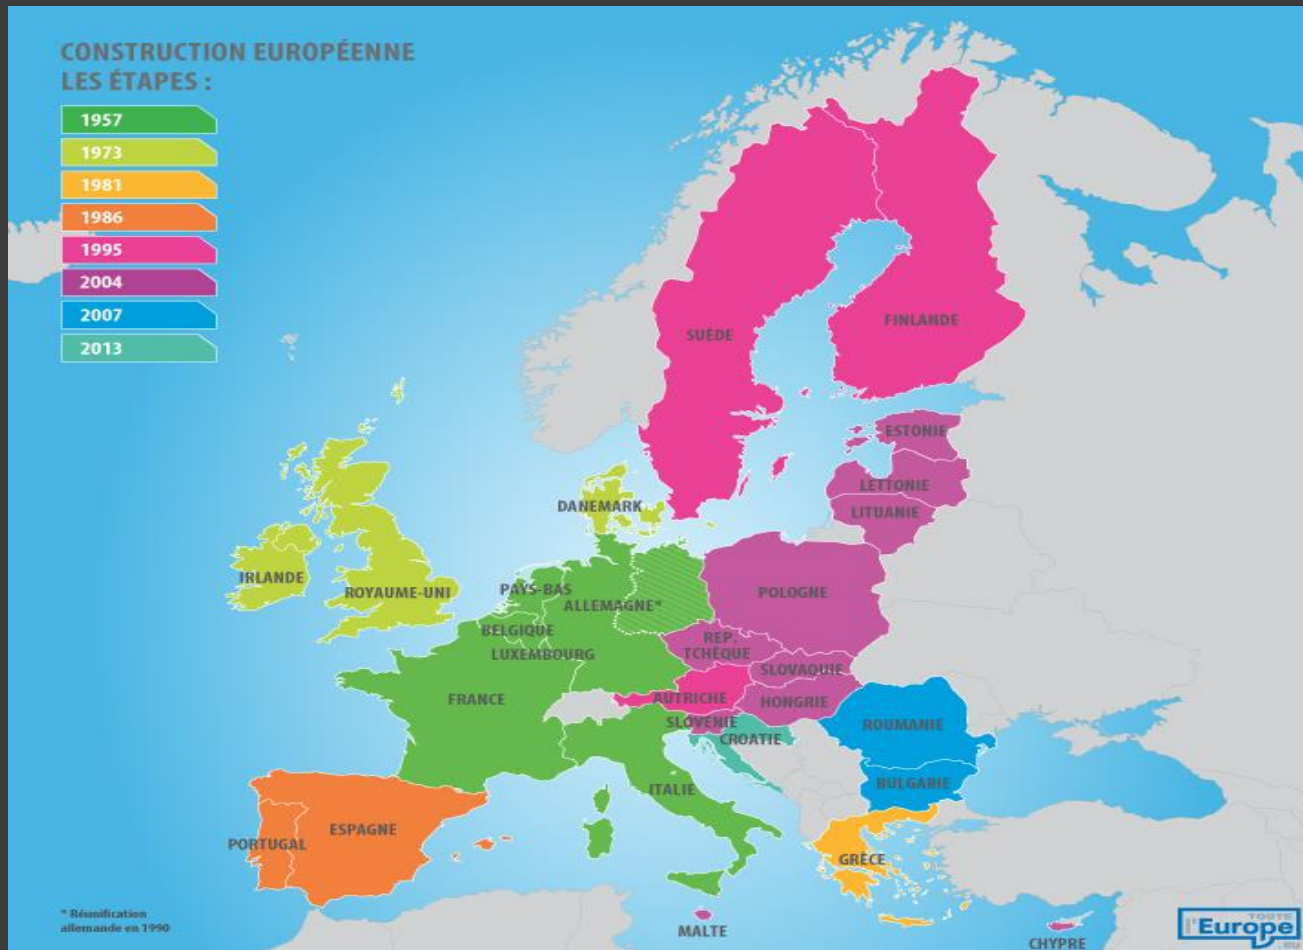 CONSTRUCTION EUROPÉENNE
LES ÉTAPES :
1957
1973
1981
1986
1995
2004
2007
2013
SUÈDE
FINLANDE
ESTONIE
LETTONIE
LITUANIE
DANEMARK
IRLANDE
ROYAUME-UNI
PAYS-BAS
ALLEMAGNE*
POLOGNE
BELGIQUE
LUXEMBOURG
REP.
TCHÈQUE
SLOVAQUIE
FRANCE
AUTRICHE
HONGRIE
SLOVÉNIE
CROATIE
ROUMANIE
BULGARIE
ITALIE
ESPAGNE
PORTUGAL
GRÈCE
MALTE
CHYPRE
* Réunification
allemande en 1990
TOUTE
l'Europe
.EU